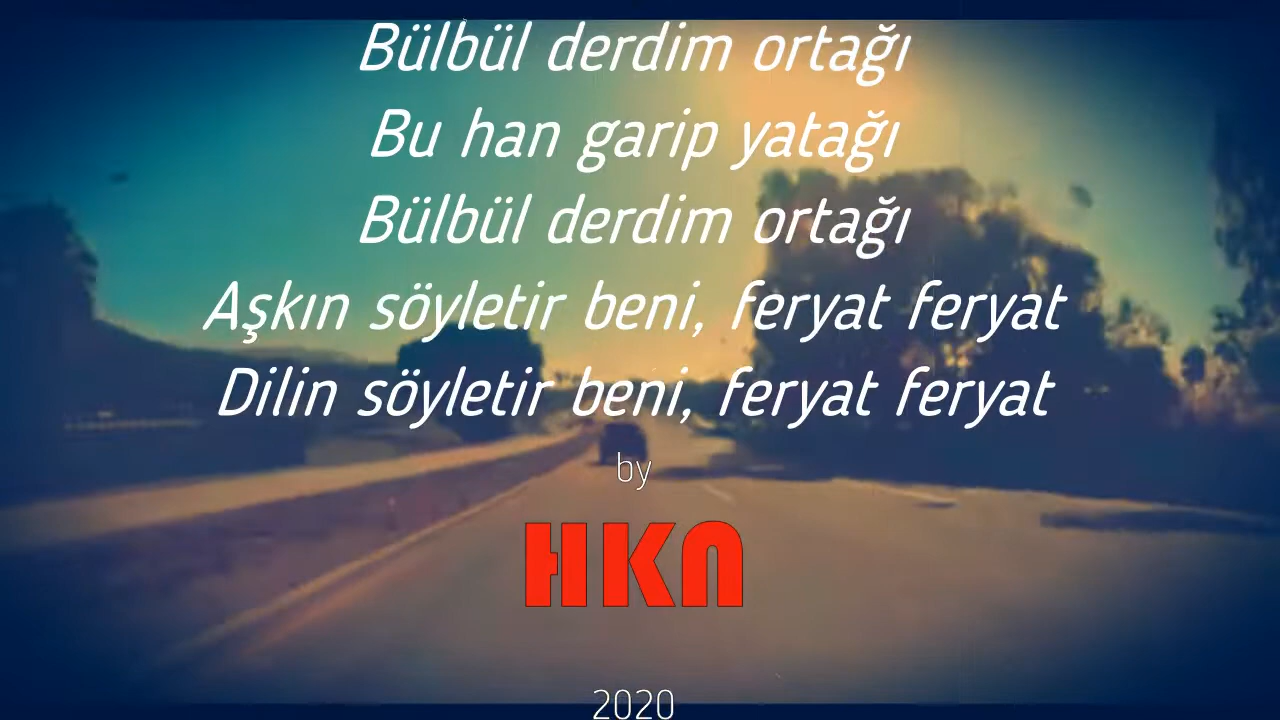 Bülbül derdim ortağı
Bu han garip yatağı
Bülbül derdim ortağı
Aşkın söyletir beni, feryat feryat
Dilin söyletir beni, feryat feryat
by
HKN
2020